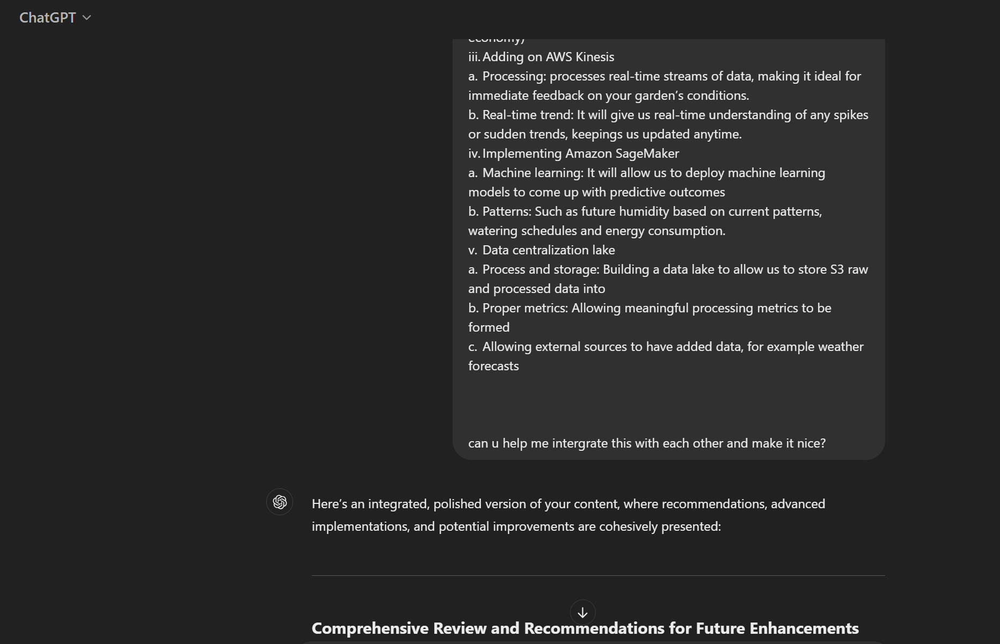 ChatGPT
economy)
iii. Adding on AWS Kinesis
a. Processing: processes real-time streams of data, making it ideal for
immediate feedback on your garden’s conditions.
b. Real-time trend: It will give us real-time understanding of any spikes
or sudden trends, keepings us updated anytime.
iv. Implementing Amazon SageMaker
a. Machine learning: It will allow us to deploy machine learning
models to come up with predictive outcomes
b. Patterns: Such as future humidity based on current patterns,
watering schedules and energy consumption.
v. Data centralization lake
a. Process and storage: Building a data lake to allow us to store S3 raw
and processed data into
b. Proper metrics: Allowing meaningful processing metrics to be
formed
c. Allowing external sources to have added data, for example weather
forecasts
can u help me intergrate this with each other and make it nice?
Here’s an integrated, polished version of your content, where recommendations, advanced
implementations, and potential improvements are cohesively presented:
Comprehensive Review and Recommendations for Future Enhancements